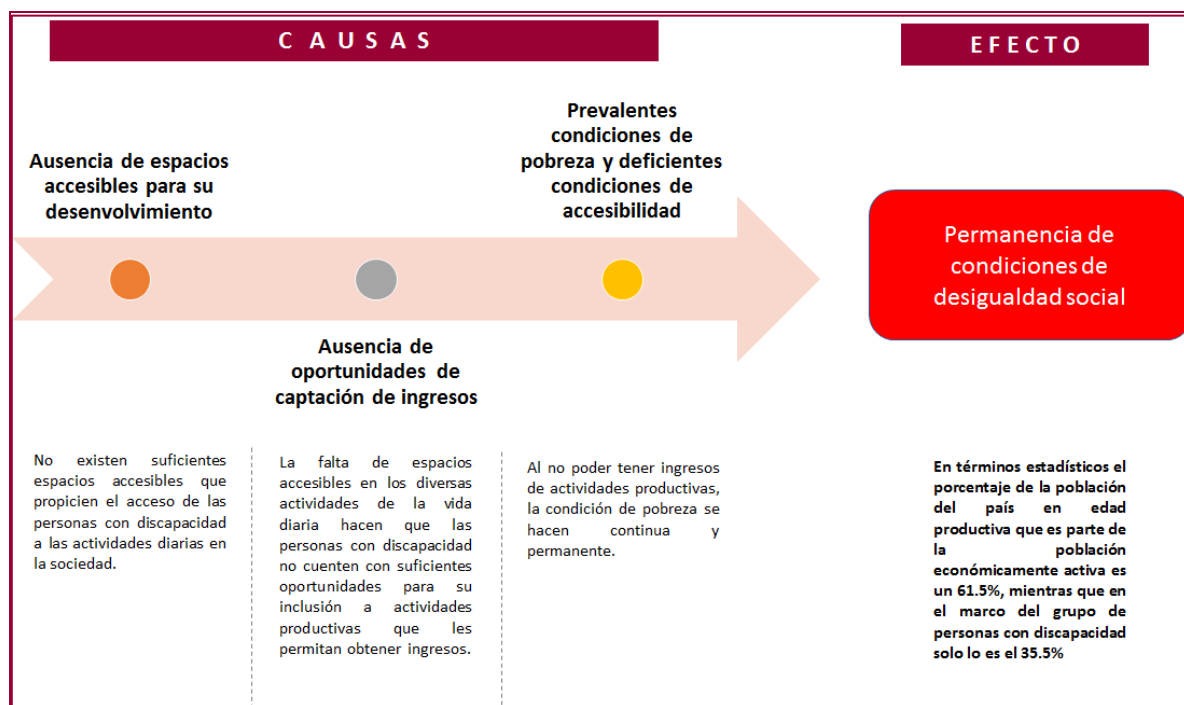 CAUSAS
EFECTO
Ausencia de espacios
accesibles para su
desenvolvimiento
Prevalentes
condiciones de
pobreza y deficientes
condiciones de
accesibilidad
Permanencia de
condiciones de
desigualdad social
Ausencia de
oportunidades de
captación de ingresos
No existen suficientes
espacios accesibles que
propicien el acceso de las
personas con discapacidad
a las actividades diarias en
la sociedad.
La falta de espacios
accesibles en los diversas
actividades de la vida
diaria hacen que las
personas con discapacidad
no cuenten con suficientes
oportunidades para su
inclusión a actividades
productivas que les
permitan obtener ingresos.
Al no poder tener ingresos
de actividades productivas,
la condición de pobreza se
hacen continua y
permanente.
En términos estadísticos el
porcentaje de la población
del país en edad
productiva que es parte de
la población
económicamente activa es
un 61.5%, mientras que en
el marco del grupo de
personas con discapacidad
solo lo es el 35.5%